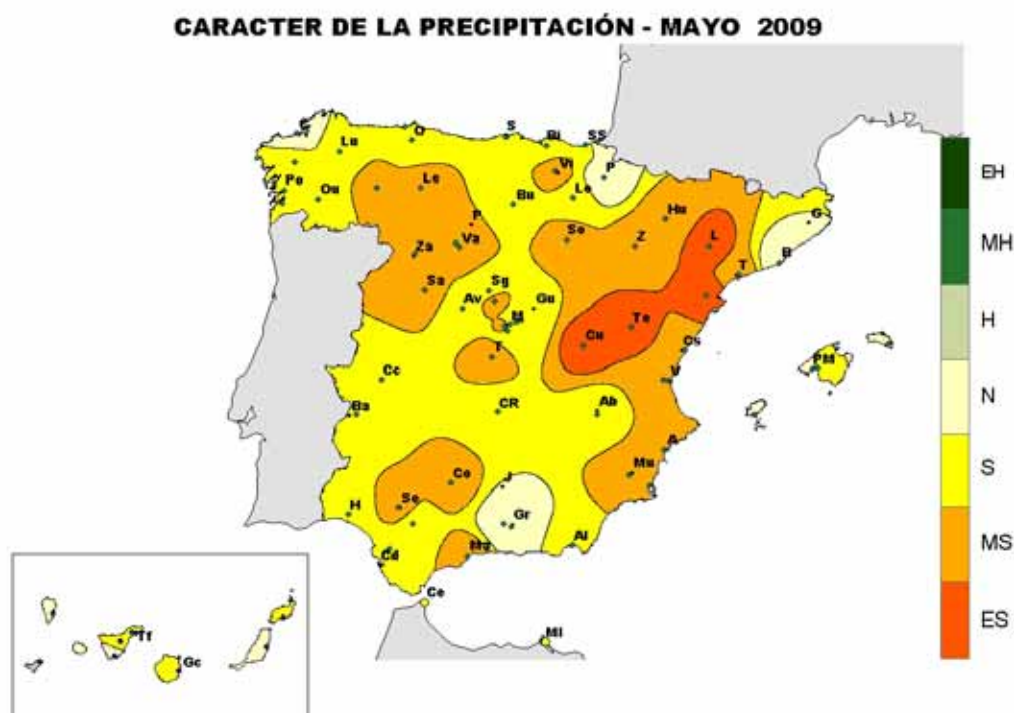 CARACTER DE LA PRECIPITACIÓN - MAYO 2009
C
O
S
Bi
SS
Lu
Vi
P
Po
Ou
Le
Lo
Bu
P
Hu
G
Za
Va
So
Z
L
B
Sa
Sg
T
Av
Gu
M
Te
Cu
Cs
T
PM
Cc
V
Ba
CR
Ab
A
Co
J
Mu
H
Se
Gr
Al
Cd
Ma
Ce
Ml
Tf
Gc
EH
MH
H
N
S
MS
ES